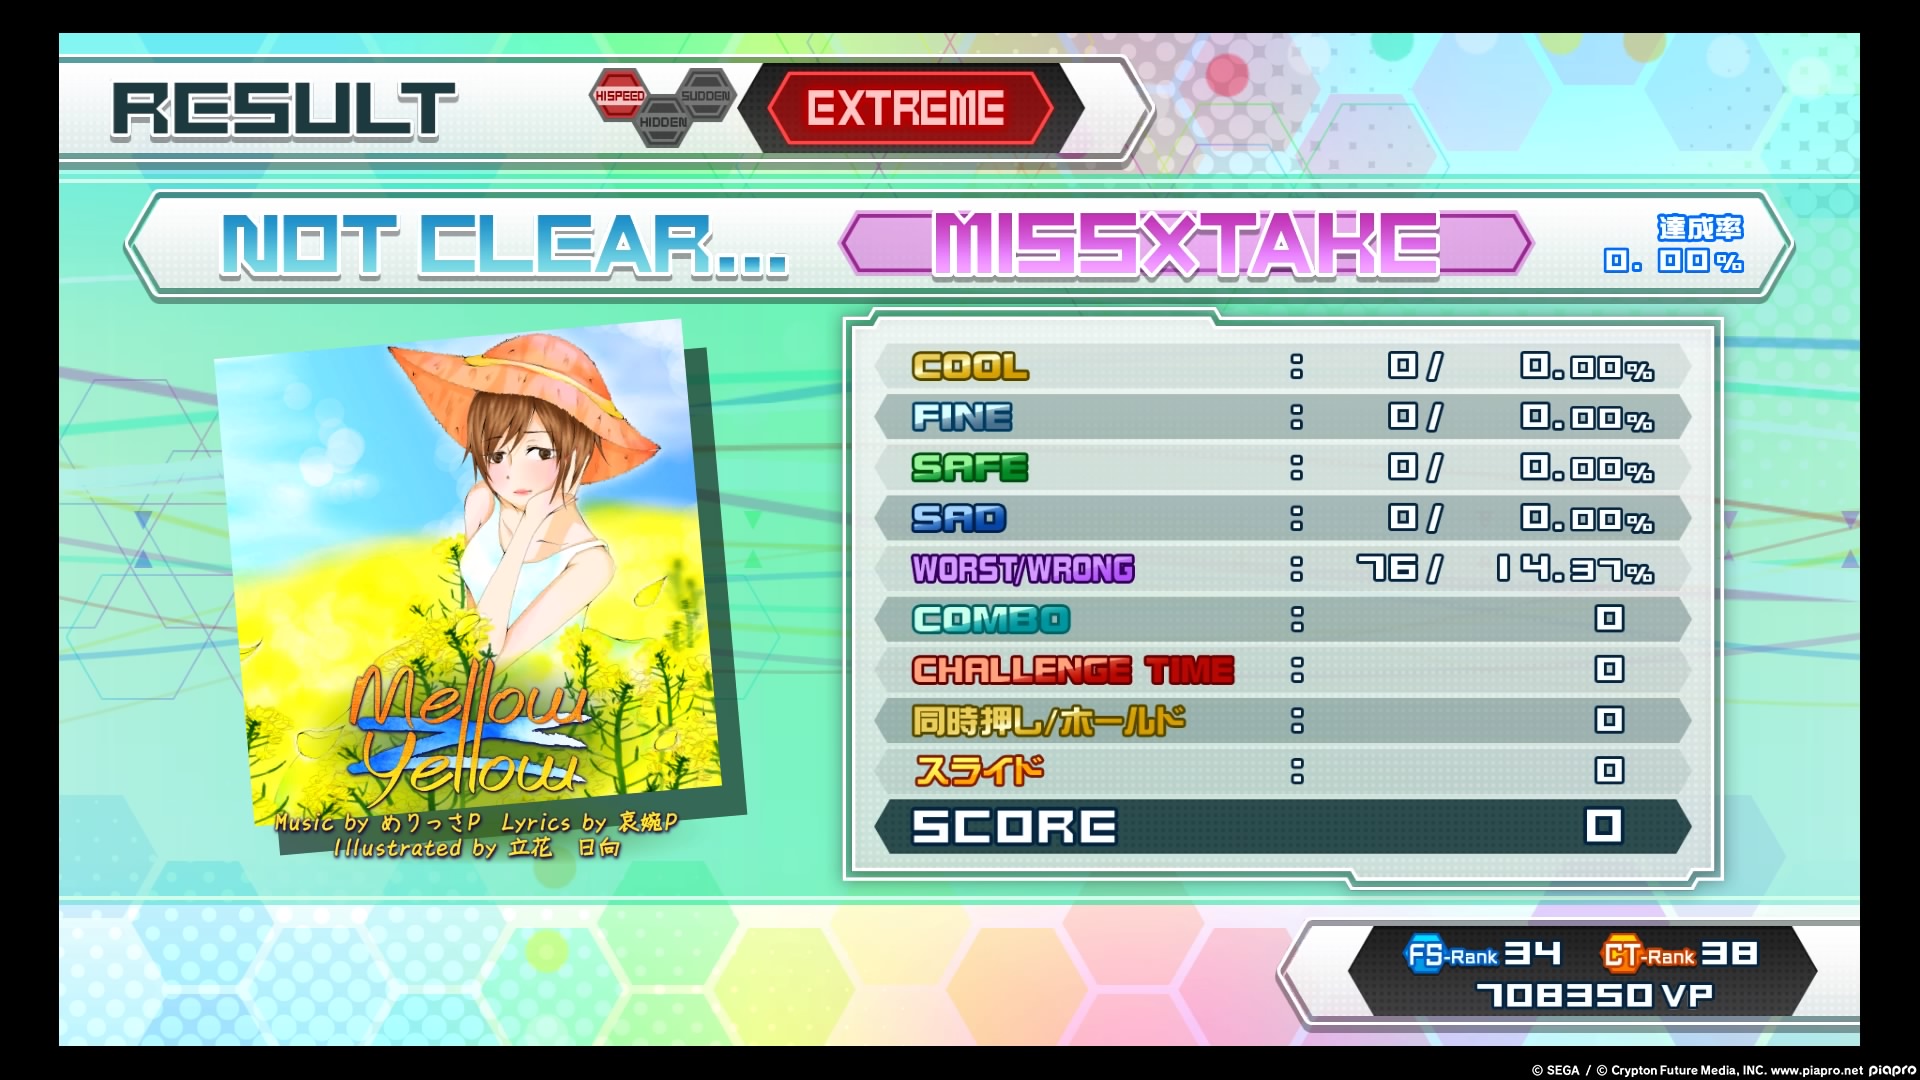 RESULT
HISPEED
HIDDEN
SUDDEN
EXTREME
NOT CLEAR...
MISS×TAKE
達成率
0.00%
COOL : 0/ 0.00%
FINE : 0/ 0.00%
SAFE : 0/ 0.00%
SAD : 0/ 0.00%
WORST/WRONG : 76/ 14.37%
COMBO : 0
CHALLENGE TIME : 0
同時押し/ホールド : 0
スライド : 0
SCORE 0
Mellow
Yellow
Music by めりっさP Lyrics by 哀婉P
Illustrated by 立花 日向
FS-Rank 34 CT-Rank 38
708350 VP
© SEGA / © Crypton Future Media, INC. www.piapro.net piapro